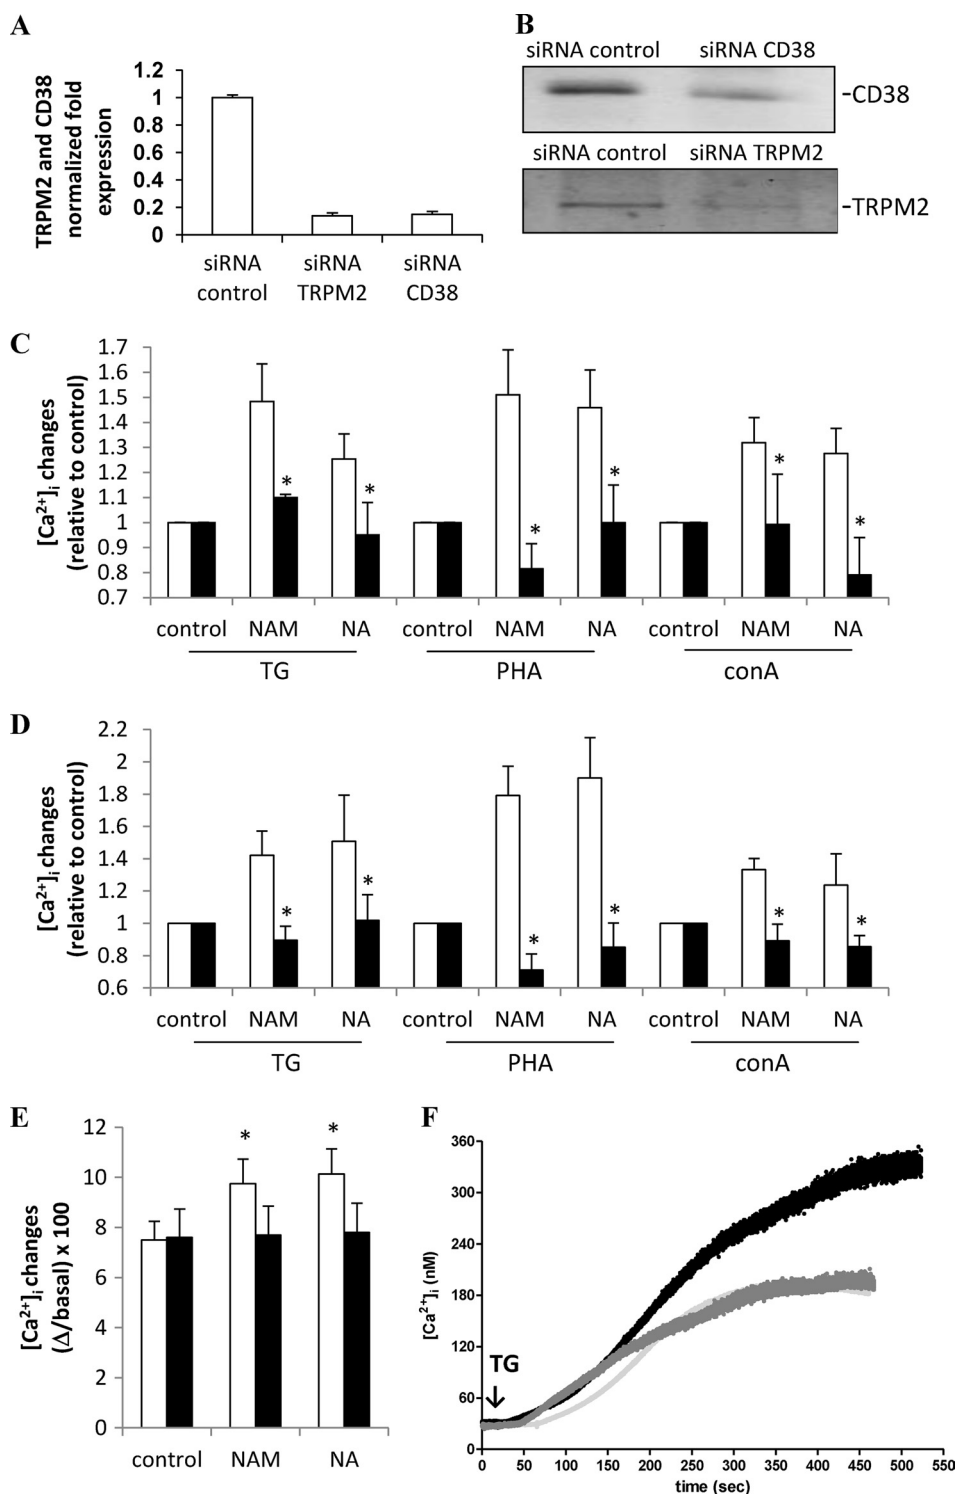 A
TRPM2 and CD38
normalized fold
expression
1.2
1
0.8
0.6
0.4
0.2
0
siRNA control
siRNA TRPM2
siRNA CD38
B
siRNA control siRNA CD38
-CD38
siRNA control siRNA TRPM2
-TRPM2
C
[Ca²⁺]ᵢ changes
(relative to control)
1.7
1.6
1.5
1.4
1.3
1.2
1.1
1
0.9
0.8
0.7
* * * * * *
control NAM NA control NAM NA control NAM NA
TG PHA conA
D
[Ca²⁺]ᵢ changes
(relative to control)
2.2
2
1.8
1.6
1.4
1.2
1
0.8
0.6
* * * * * *
control NAM NA control NAM NA control NAM NA
TG PHA conA
E
[Ca²⁺]ᵢ changes
(Δ/basal) x 100
12
10
8
6
4
2
0
* *
control NAM NA
F
[Ca²⁺]ᵢ (nM)
360
300
240
180
120
60
0
TG
0 50 100 150 200 250 300 350 400 450 500 550
time (sec)